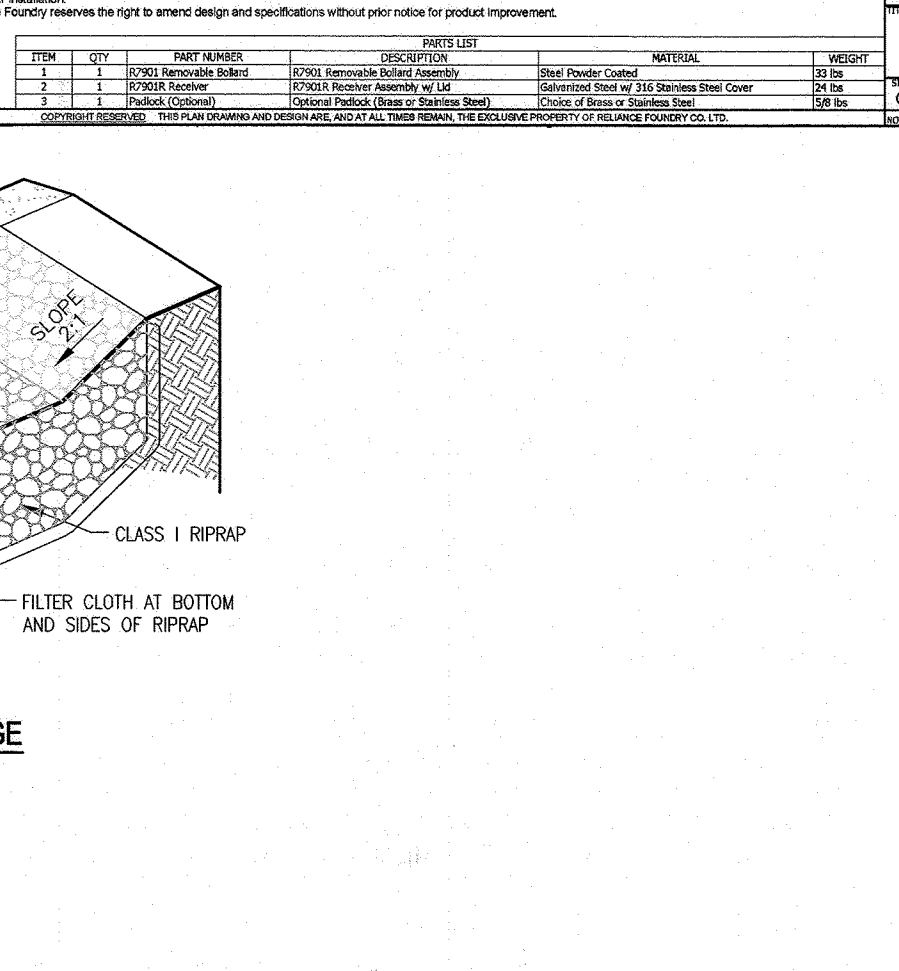 Foundry reserves the right to amend design and specifications without prior notice for product improvement.
PARTS LIST
ITEM QTY PART NUMBER DESCRIPTION MATERIAL WEIGHT
1 1 R7901 Removable Bollard R7901 Removable Bollard Assembly Steel Powder Coated 33 lbs
2 1 R7901R Receiver R7901R Receiver Assembly w/ Lid Galvanized Steel w/ 316 Stainless Steel Cover 24 lbs
3 1 Padlock (Optional) Optional Padlock (Brass or Stainless Steel) Choice of Brass or Stainless Steel 5/8 lbs
COPYRIGHT RESERVED THIS PLAN DRAWING AND DESIGN ARE, AND AT ALL TIMES REMAIN, THE EXCLUSIVE PROPERTY OF RELIANCE FOUNDRY CO. LTD.
SLOPE
2:1
CLASS I RIPRAP
FILTER CLOTH AT BOTTOM
AND SIDES OF RIPRAP